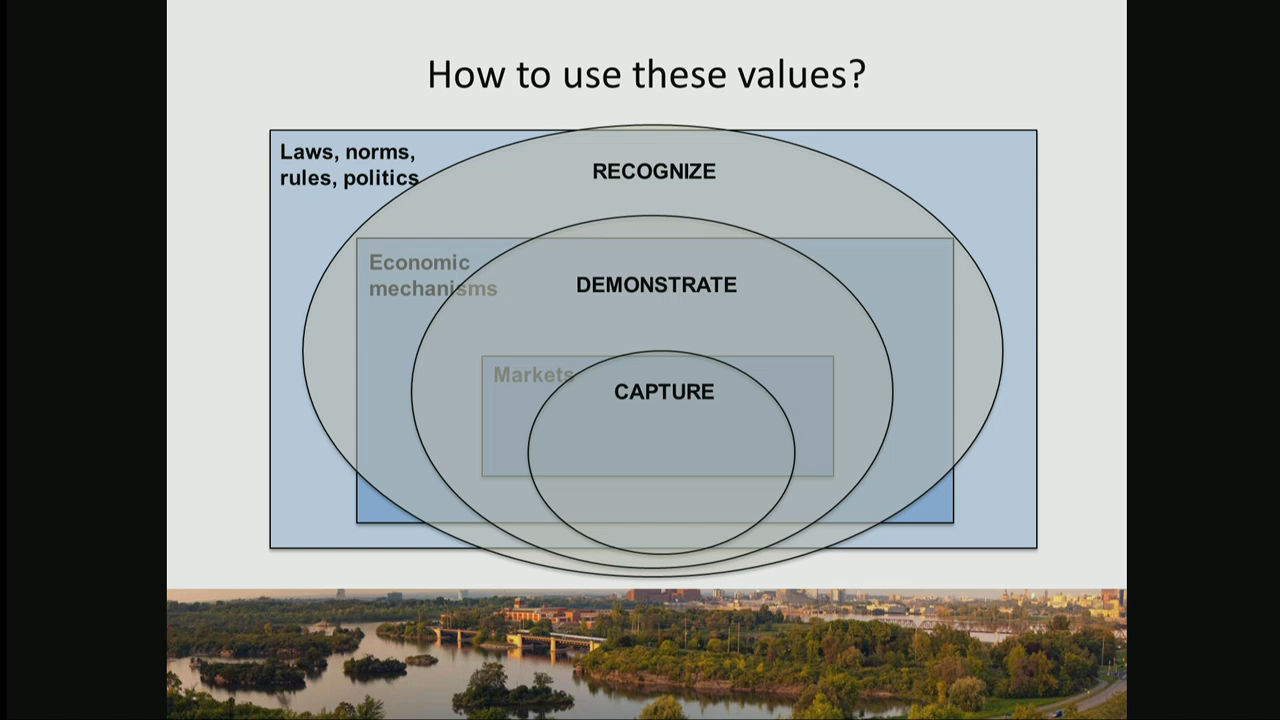 How to use these values?
Laws, norms,
rules, politics
RECOGNIZE
Economic
mechanisms
DEMONSTRATE
Markets
CAPTURE